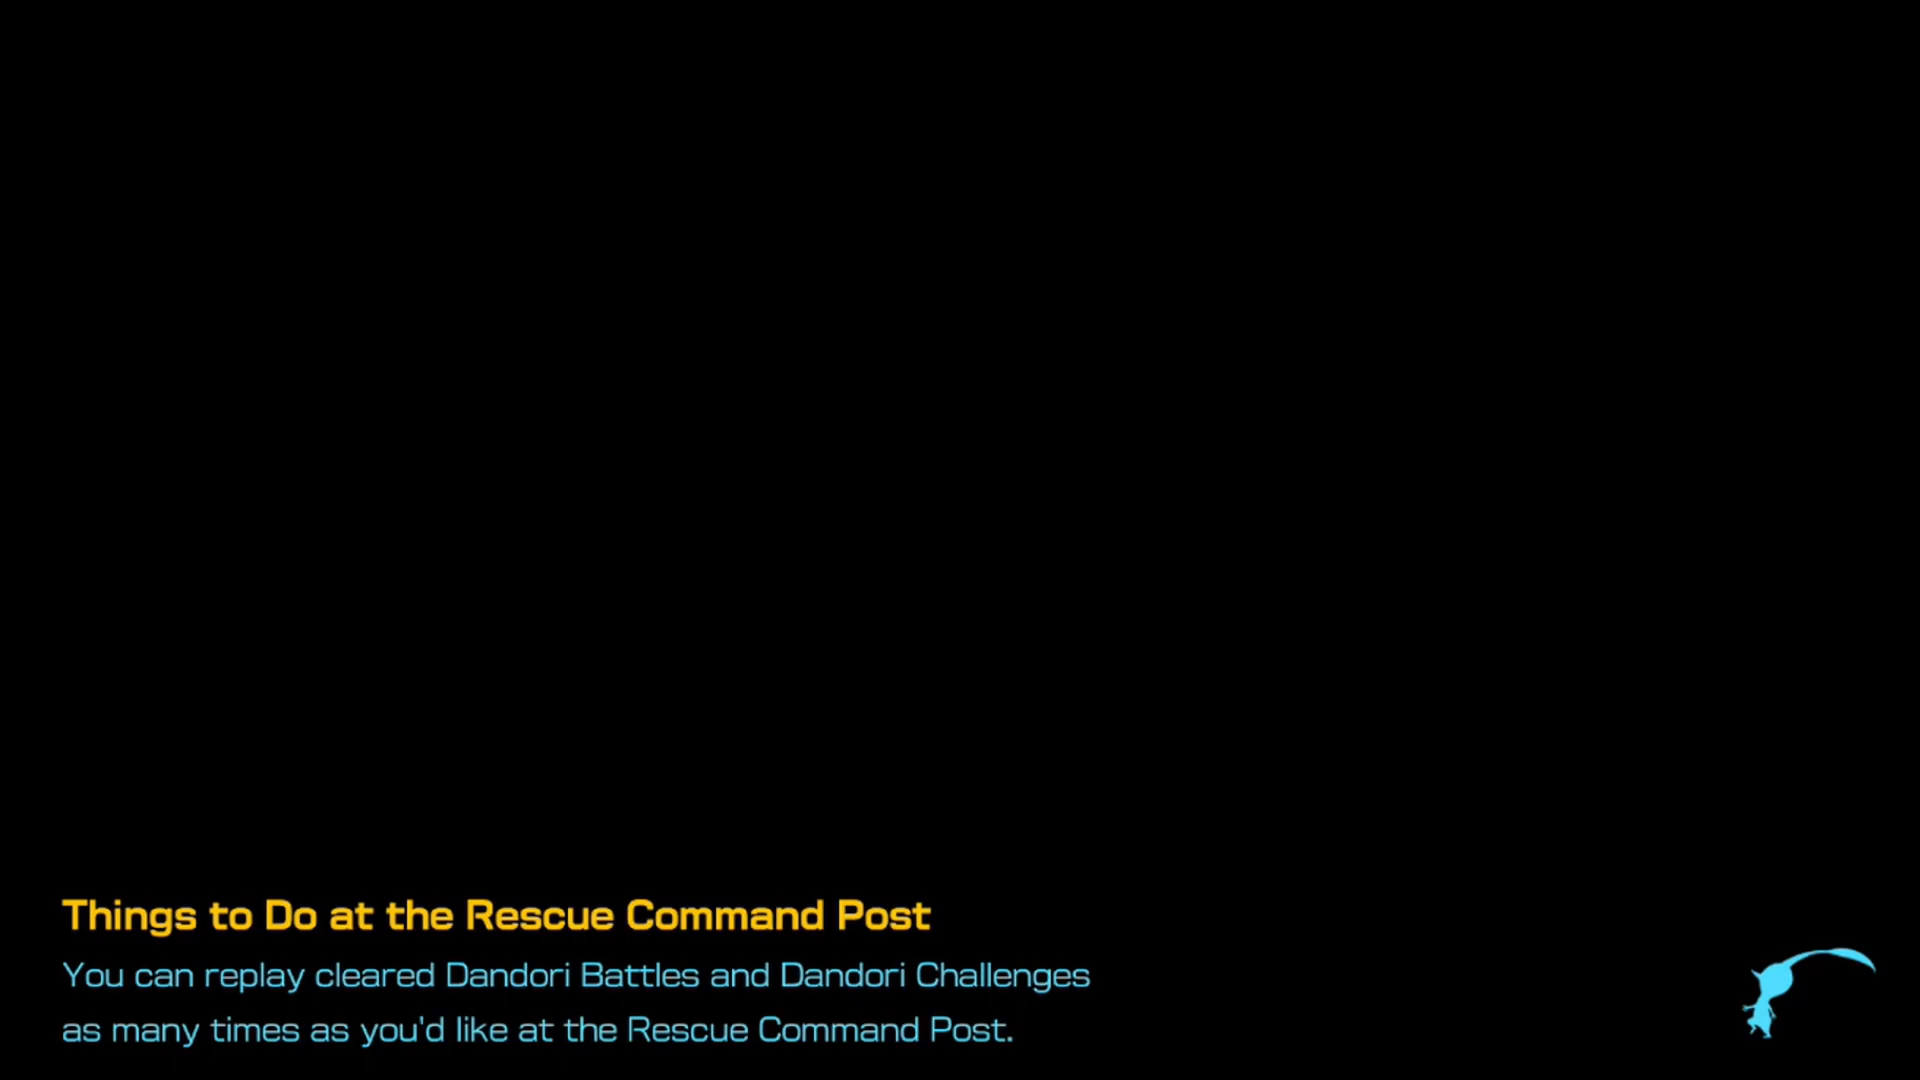 Things to Do at the Rescue Command Post
You can replay cleared Dandori Battles and Dandori Challenges
as many times as you'd like at the Rescue Command Post.